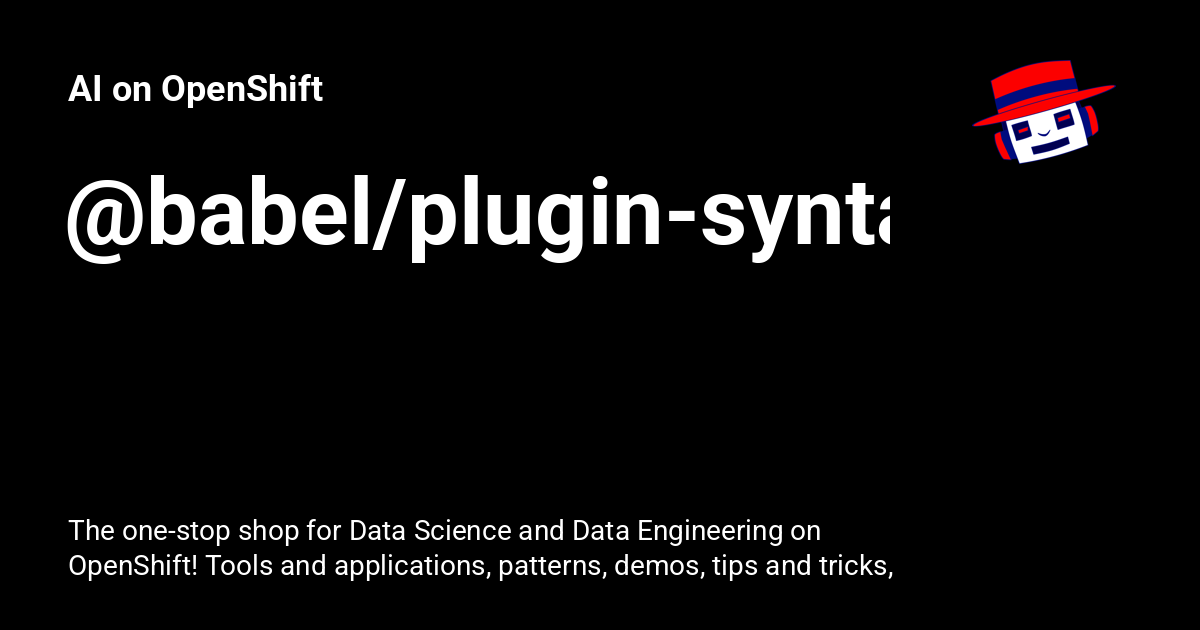 AI on OpenShift
@babel/plugin-synta
The one-stop shop for Data Science and Data Engineering on
OpenShift! Tools and applications, patterns, demos, tips and tricks,